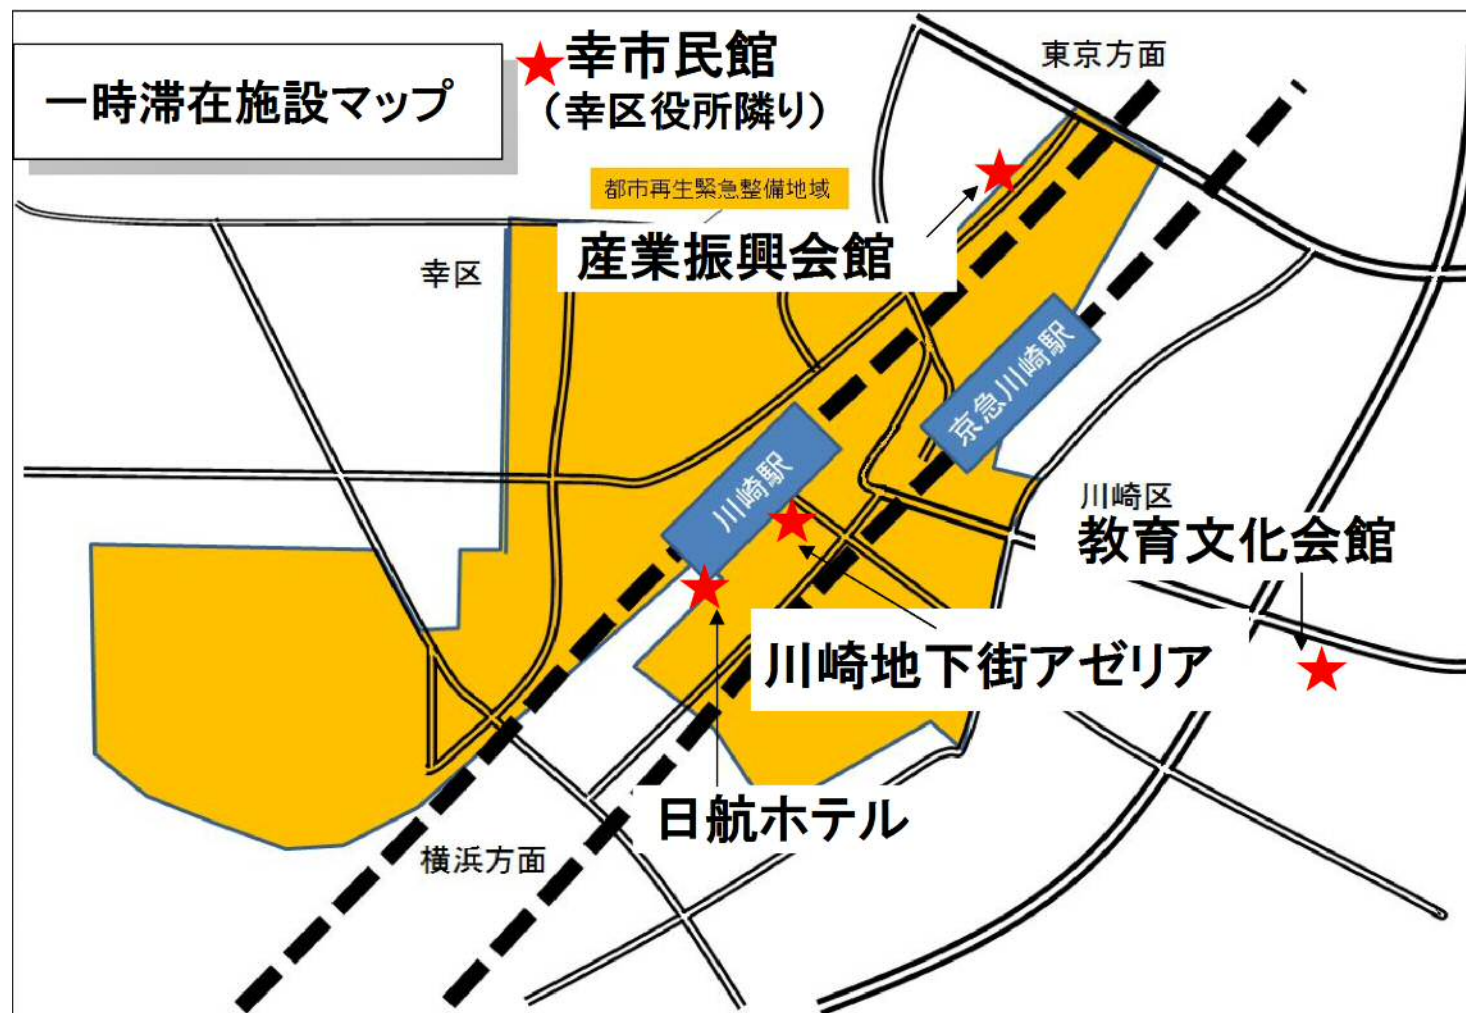 一時滞在施設マップ
幸市民館
（幸区役所隣り）
東京方面
都市再生緊急整備地域
産業振興会館
幸区
京急川崎駅
川崎駅
川崎区
教育文化会館
川崎地下街アゼリア
日航ホテル
横浜方面